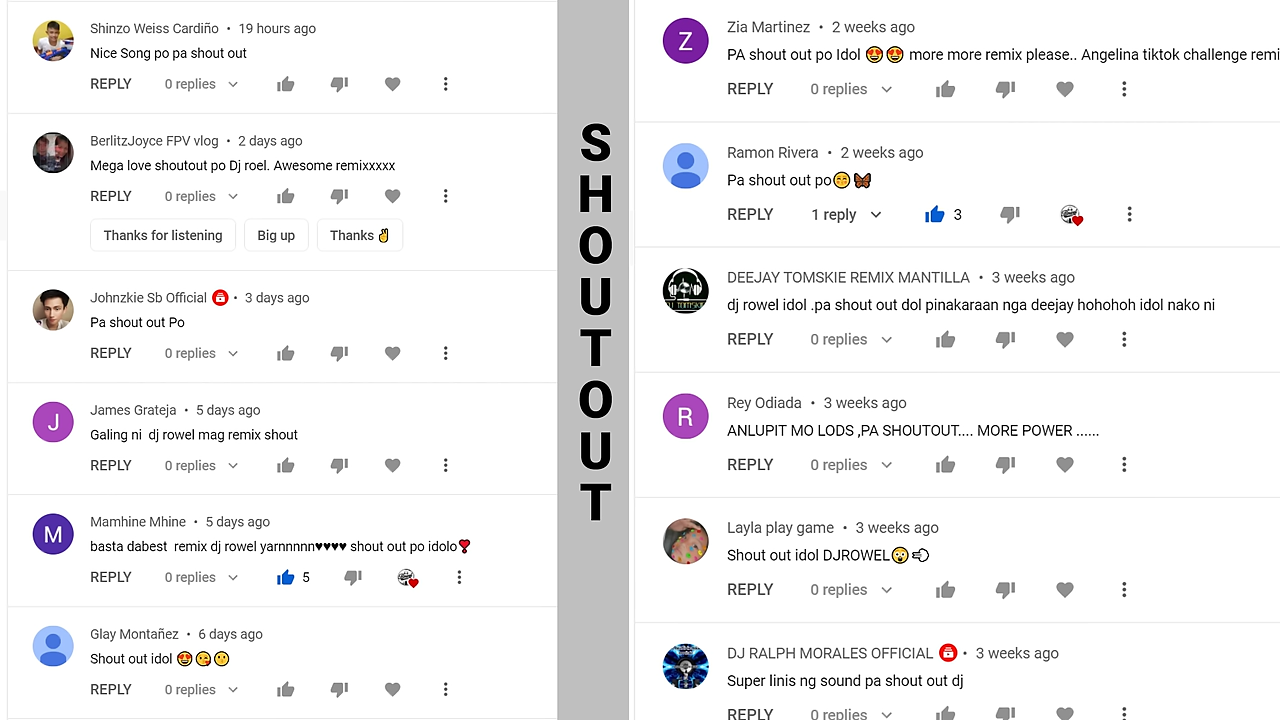 Shinzo Weiss Cardiño • 19 hours ago
Nice Song po pa shout out
REPLY 0 replies
BerlitzJoyce FPV vlog • 2 days ago
Mega love shoutout po Dj roel. Awesome remixxxxx
REPLY 0 replies
Thanks for listening Big up Thanks ✌
Johnzkie Sb Official • 3 days ago
Pa shout out Po
REPLY 0 replies
J
James Grateja • 5 days ago
Galing ni dj rowel mag remix shout
REPLY 0 replies
M
Mamhine Mhine • 5 days ago
basta dabest remix dj rowel yarnnnnn♥♥♥♥ shout out po idolo❣
REPLY 0 replies 5
Glay Montañez • 6 days ago
Shout out idol 😍😘🤫
REPLY 0 replies
SHOUTOUT
Z
Zia Martinez • 2 weeks ago
PA shout out po Idol 😍😍 more more remix please.. Angelina tiktok challenge remi
REPLY 0 replies
Ramon Rivera • 2 weeks ago
Pa shout out po😁🦋
REPLY 1 reply 3
DEEJAY TOMSKIE REMIX MANTILLA • 3 weeks ago
dj rowel idol .pa shout out dol pinakaraan nga deejay hohohoh idol nako ni
REPLY 0 replies
R
Rey Odiada • 3 weeks ago
ANLUPIT MO LODS ,PA SHOUTOUT.... MORE POWER ......
REPLY 0 replies
Layla play game • 3 weeks ago
Shout out idol DJROWEL😲💨
REPLY 0 replies
DJ RALPH MORALES OFFICIAL • 3 weeks ago
Super linis ng sound pa shout out dj
REPLY 0 replies